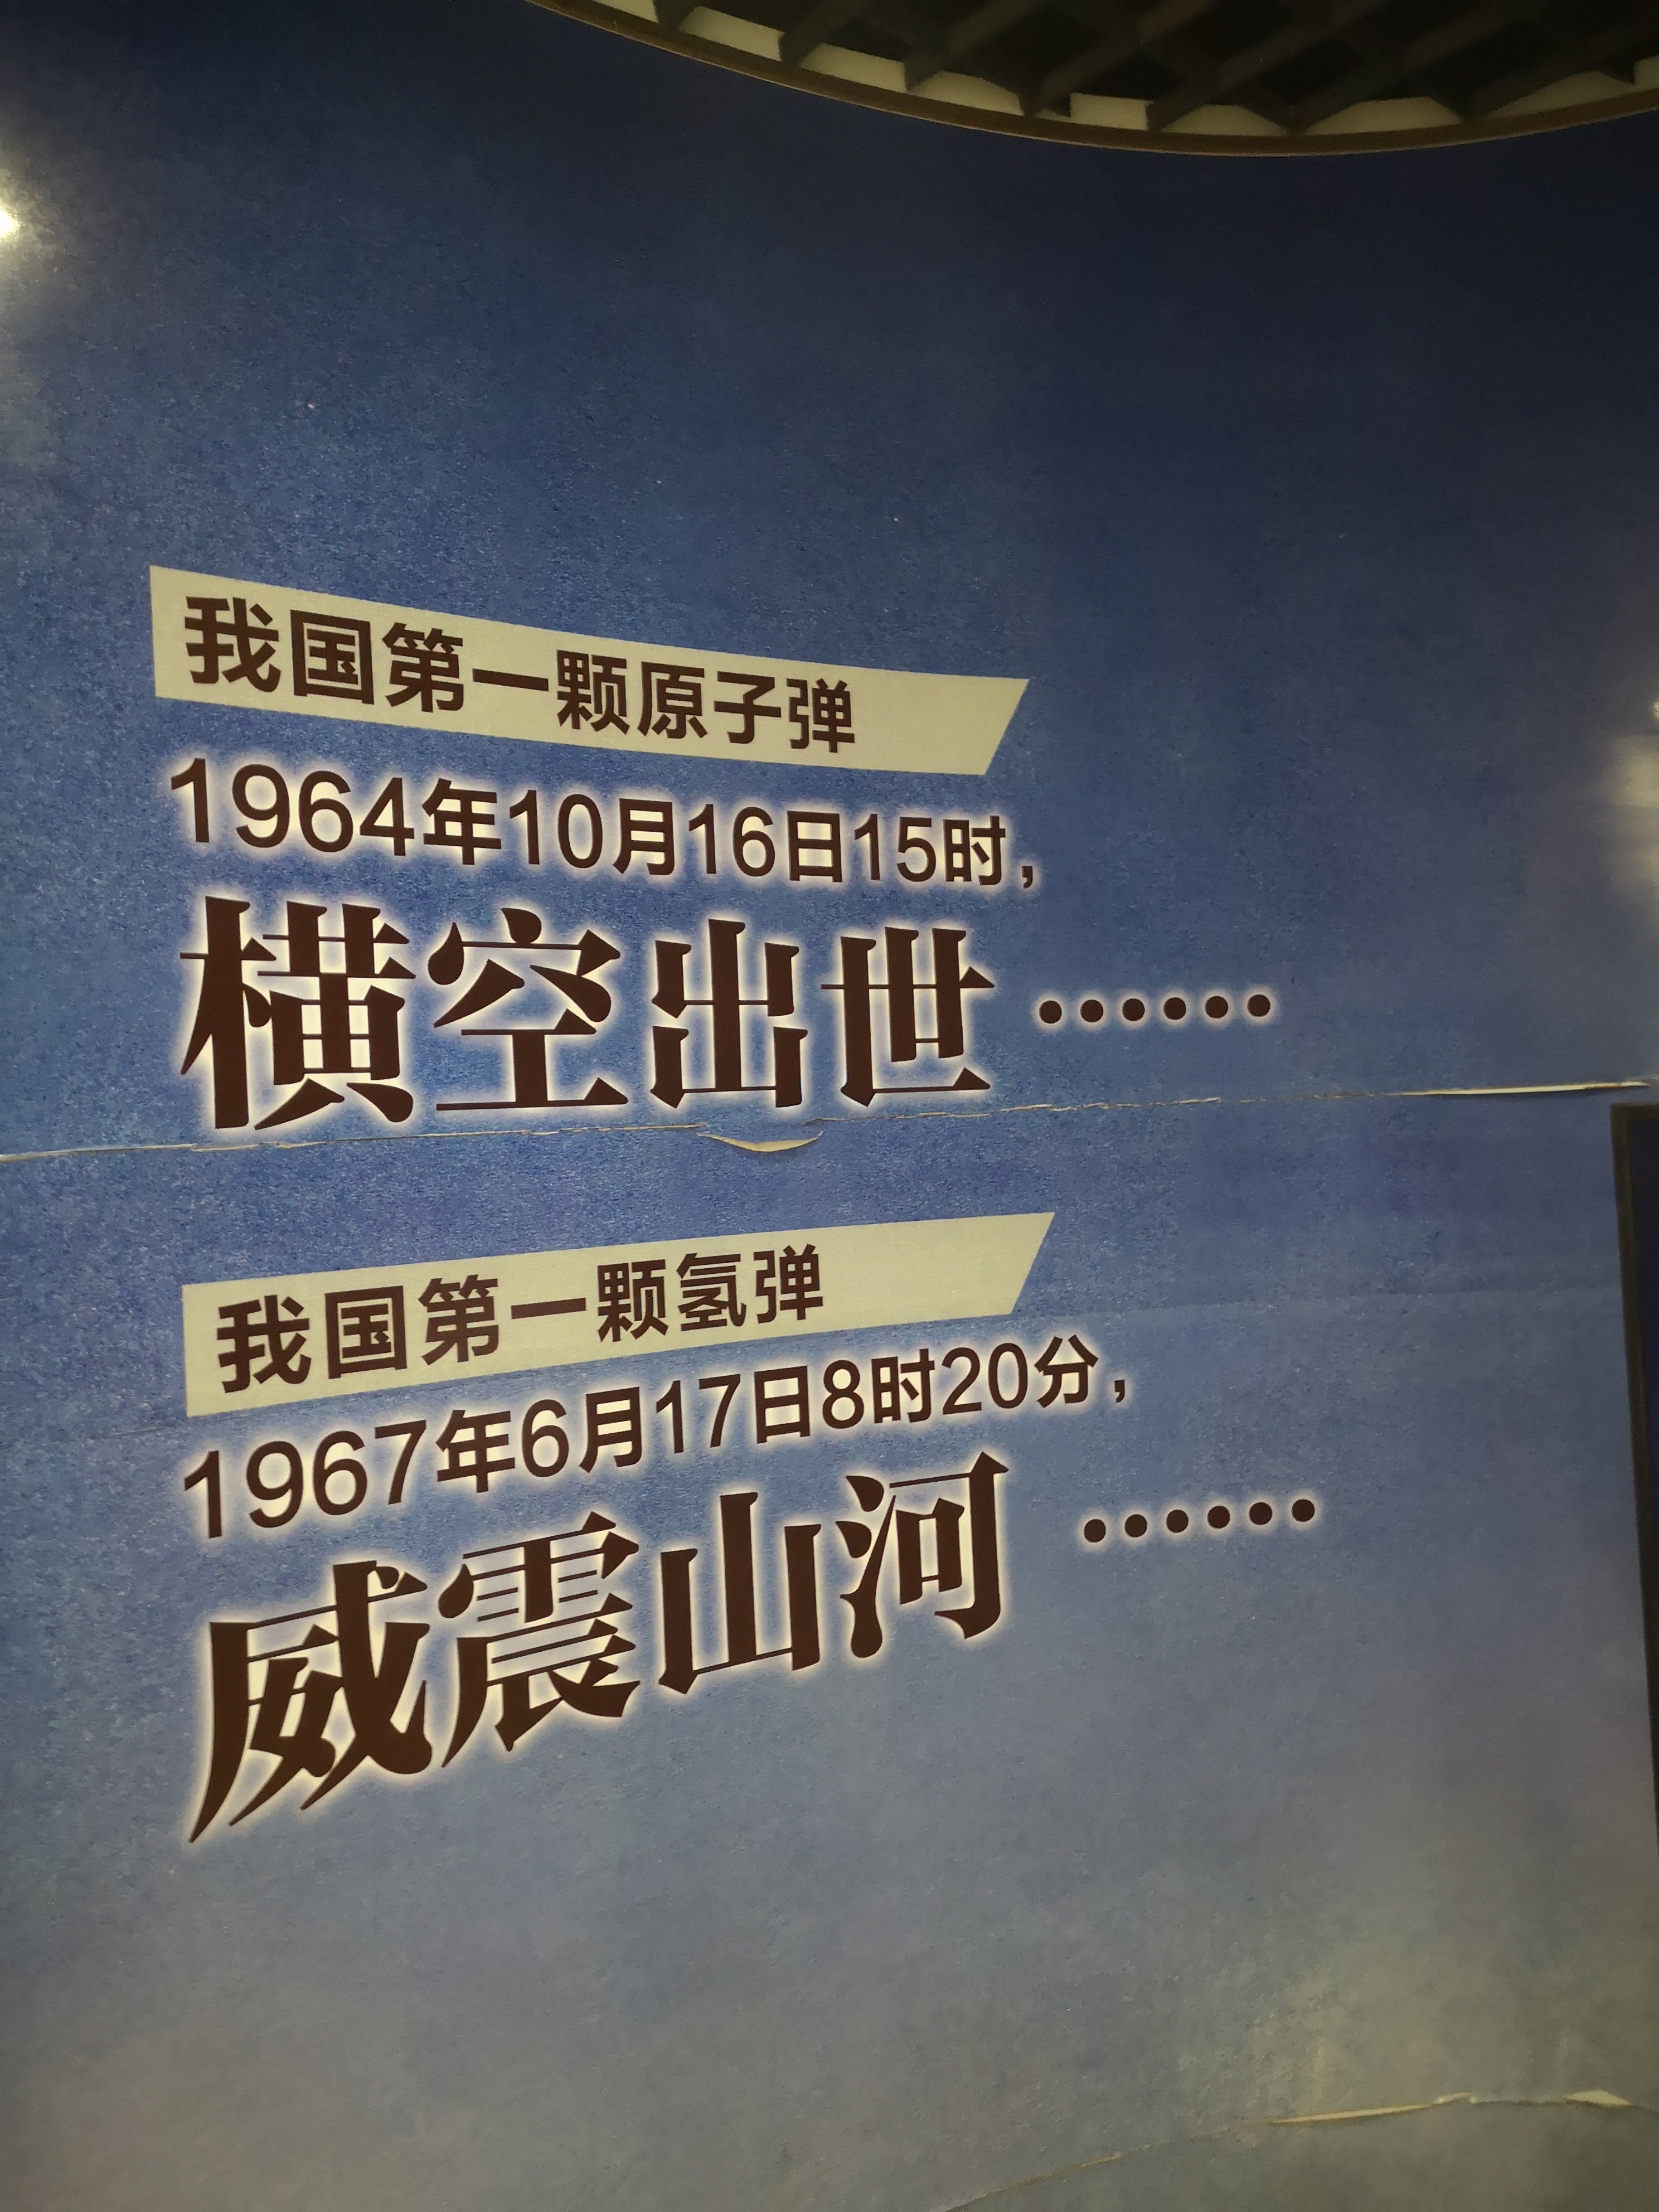 我国第一颗原子弹
1964年10月16日15时，
横空出世······
我国第一颗氢弹
1967年6月17日8时20分，
威震山河······